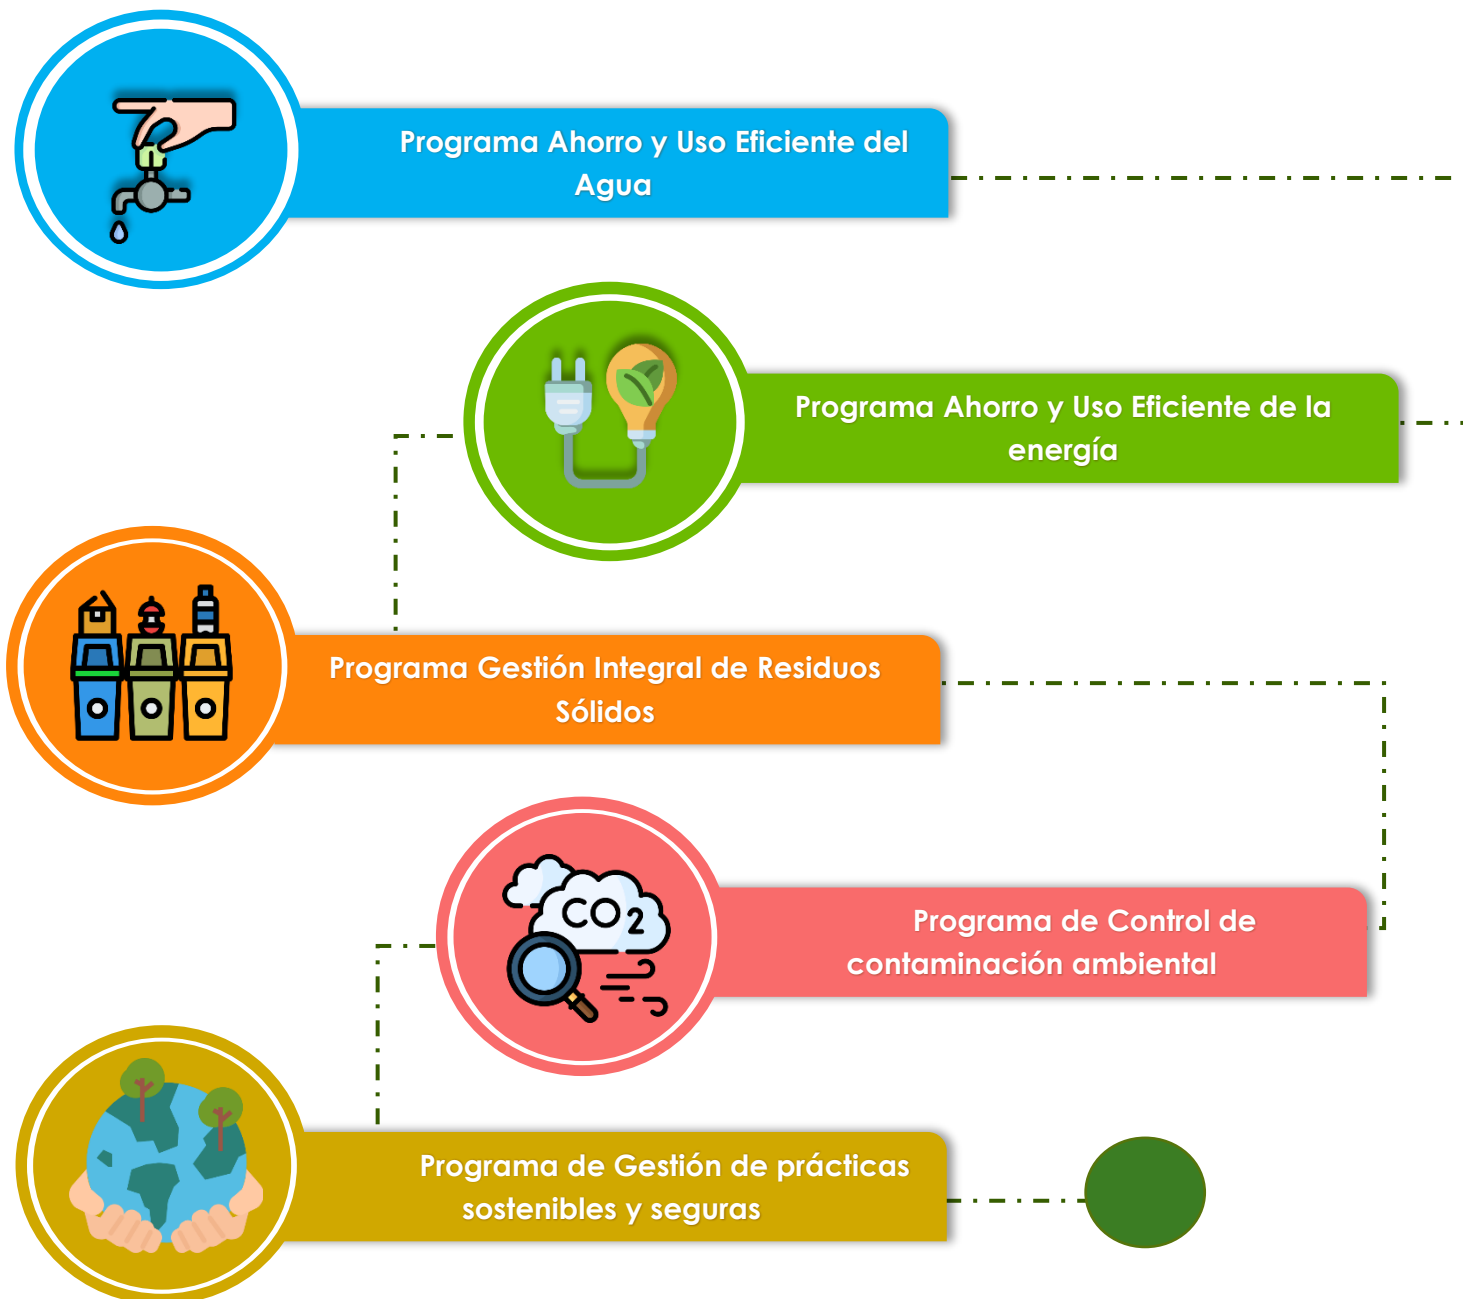 Programa Ahorro y Uso Eficiente del
Agua
Programa Ahorro y Uso Eficiente de la
energía
Programa Gestión Integral de Residuos
Sólidos
CO2
Programa de Control de
contaminación ambiental
Programa de Gestión de prácticas
sostenibles y seguras